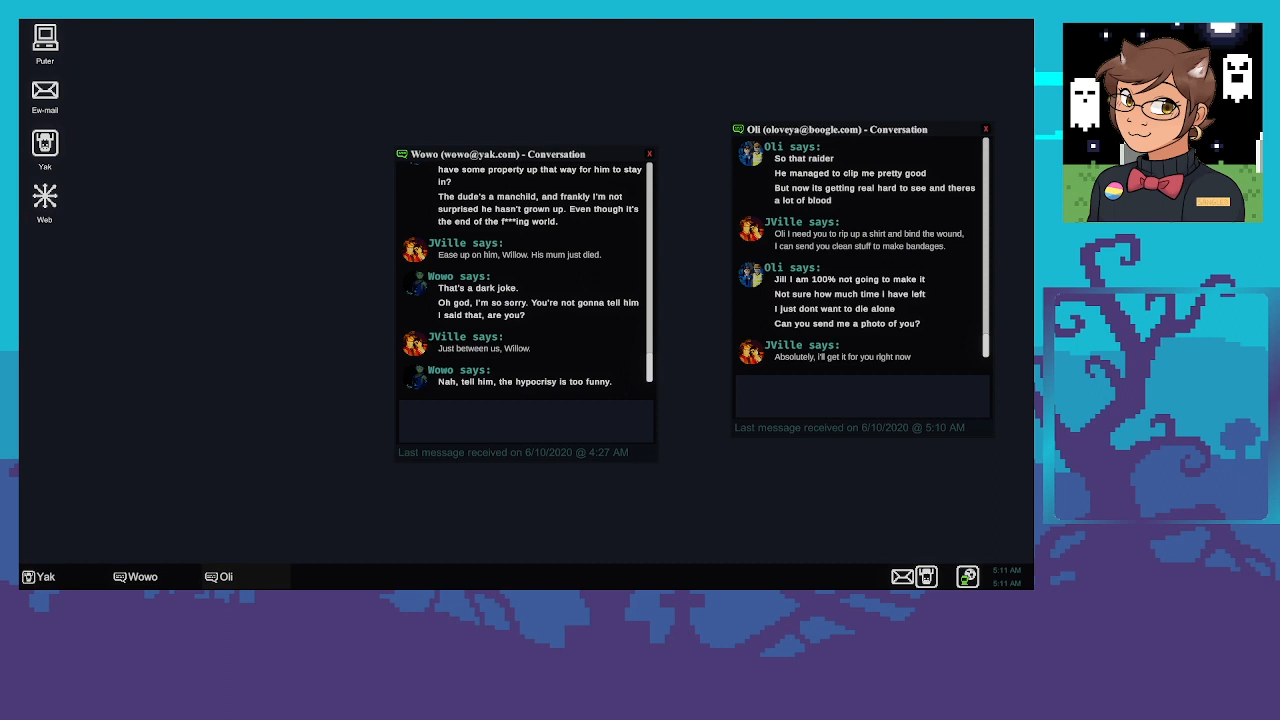 Puter
Ew-mail
Yak
Web
Wowo (wowo@yak.com) - Conversation
X
have some property up that way for him to stay
in?
The dude's a manchild, and frankly I'm not
surprised he hasn't grown up. Even though it's
the end of the f***ing world.
JVille says:
Ease up on him, Willow. His mum just died.
Wowo says:
That's a dark joke.
Oh god, I'm so sorry. You're not gonna tell him
I said that, are you?
JVille says:
Just between us, Willow.
Wowo says:
Nah, tell him, the hypocrisy is too funny.
Last message received on 6/10/2020 @ 4:27 AM
Oli (oloveya@boogle.com) - Conversation
X
Oli says:
So that raider
He managed to clip me pretty good
But now its getting real hard to see and theres
a lot of blood
JVille says:
Oli I need you to rip up a shirt and bind the wound,
I can send you clean stuff to make bandages.
Oli says:
Jill I am 100% not going to make it
Not sure how much time I have left
I just dont want to die alone
Can you send me a photo of you?
JVille says:
Absolutely, i'll get it for you right now
Last message received on 6/10/2020 @ 5:10 AM
Yak
Wowo
Oli
5:11 AM
5:11 AM